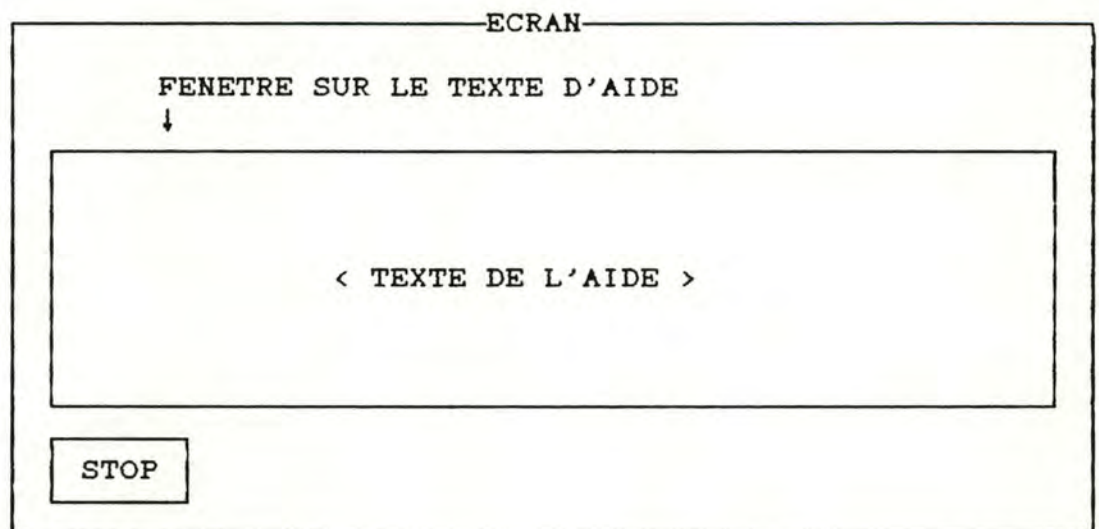 ECRAN
FENETRE SUR LE TEXTE D'AIDE
↓
< TEXTE DE L'AIDE >
STOP